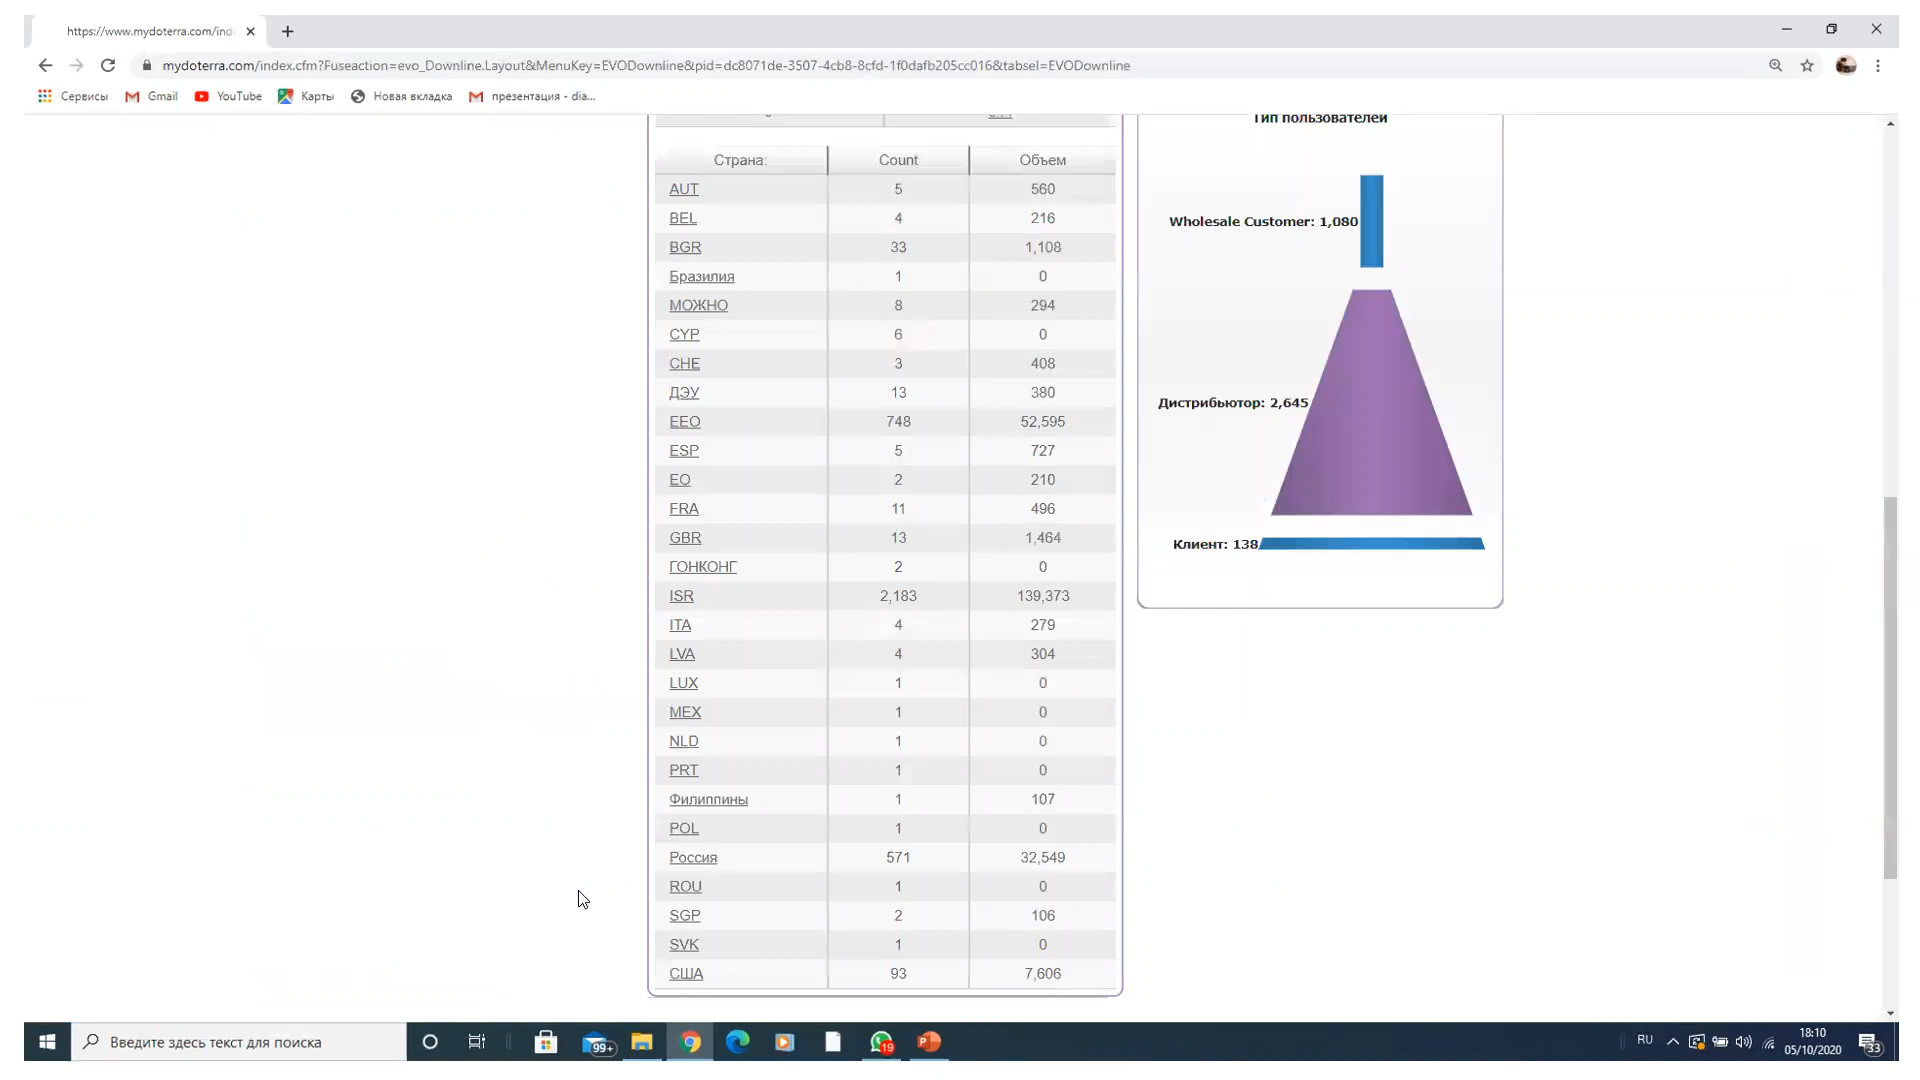 https://www.mydoterra.com/ind
mydoterra.com/index.cfm?Fuseaction=evo_Downline.Layout&MenuKey=EVODownline&pid=dc8071de-3507-4cb8-8cfd-1f0dafb205cc016&tabsel=EVODownline
Сервисы Gmail YouTube Карты Новая вкладка презентация - dia...
Страна: Count Объем
AUT 5 560
BEL 4 216
BGR 33 1,108
Бразилия 1 0
МОЖНО 8 294
CYP 6 0
CHE 3 408
ДЭУ 13 380
EEO 748 52,595
ESP 5 727
EO 2 210
FRA 11 496
GBR 13 1,464
ГОНКОНГ 2 0
ISR 2,183 139,373
ITA 4 279
LVA 4 304
LUX 1 0
MEX 1 0
NLD 1 0
PRT 1 0
Филиппины 1 107
POL 1 0
Россия 571 32,549
ROU 1 0
SGP 2 106
SVK 1 0
США 93 7,606
Тип пользователей
Wholesale Customer: 1,080
Дистрибьютор: 2,645
Клиент: 138
Введите здесь текст для поиска
99+
19
RU
18:10
05/10/2020
33